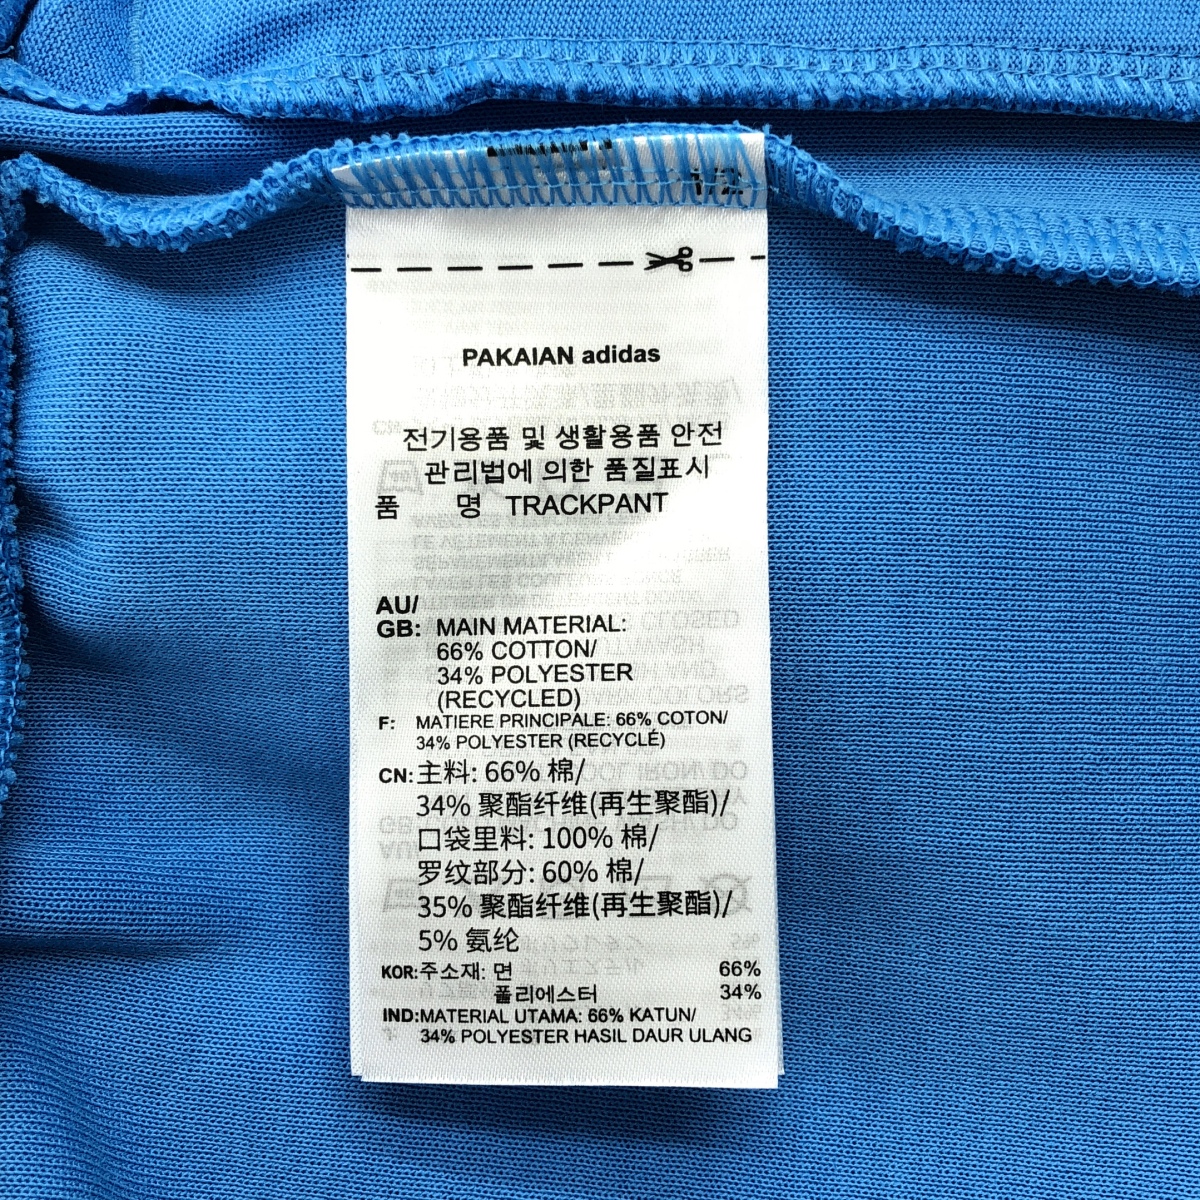 1/2
PAKAIAN adidas
전기용품 및 생활용품 안전
관리법에 의한 품질표시
품 명 TRACKPANT
AU/
GB: MAIN MATERIAL:
66% COTTON/
34% POLYESTER
(RECYCLED)
F: MATIERE PRINCIPALE: 66% COTON/
34% POLYESTER (RECYCLÉ)
CN: 主料: 66% 棉/
34% 聚酯纤维(再生聚酯)/
口袋里料: 100% 棉/
罗纹部分: 60% 棉/
35% 聚酯纤维(再生聚酯)/
5% 氨纶
KOR: 주소재: 면 66%
폴리에스터 34%
IND: MATERIAL UTAMA: 66% KATUN/
34% POLYESTER HASIL DAUR ULANG